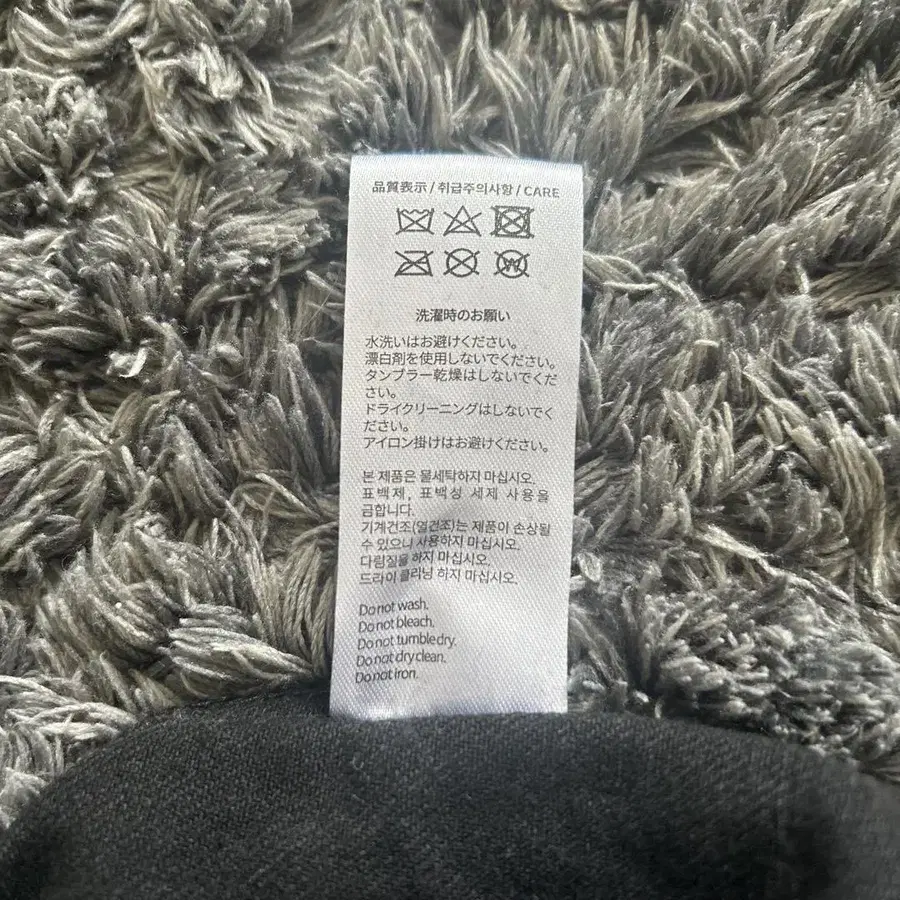 品質表示 / 취급주의사항 / CARE
洗濯時のお願い
水洗いはお避けください。
漂白剤を使用しないでください。
タンブラー乾燥はしないでくだ
さい。
ドライクリーニングはしないでく
ださい。
アイロン掛けはお避けください。
본 제품은 물세탁하지 마십시오.
표백제, 표백성 세제 사용을
금합니다.
기계건조(열건조)는 제품이 손상될
수 있으니 사용하지 마십시오.
다림질을 하지 마십시오.
드라이 클리닝 하지 마십시오.
Do not wash.
Do not bleach.
Do not tumble dry.
Do not dry clean.
Do not iron.